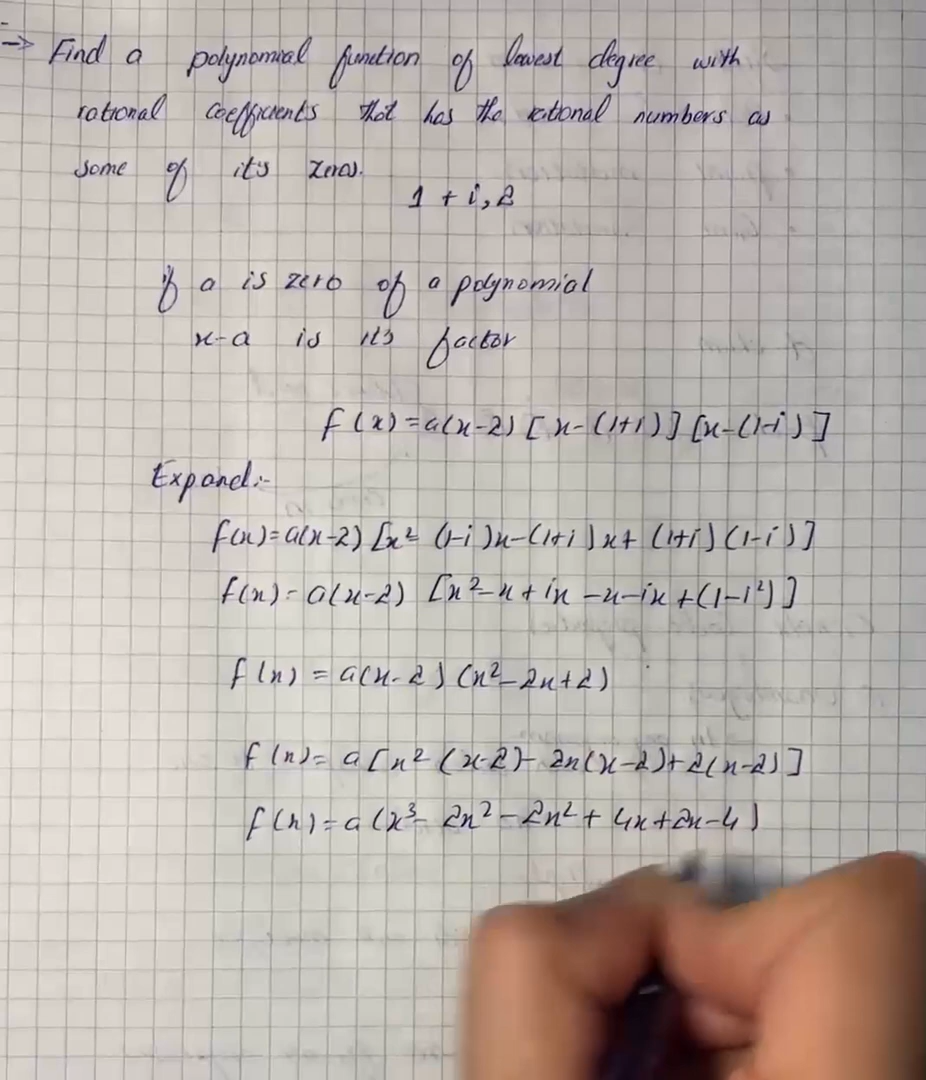 → Find a polynomial function of lowest degree with
rational coefficients that has the rational numbers as
some of it's zeros.
1 + i, 2
if a is zero of a polynomial
x-a is its factor
f(x)=a(x-2)[x-(1+i)][x-(1-i)]
Expand:-
f(x)=a(x-2)[x²-(1-i)x-(1+i)x+(1+i)(1-i)]
f(x)=a(x-2)[x²-x+ix-x-ix+(1-i²)]
f(x)=a(x-2)(x²-2x+2)
f(x)=a[x²(x-2)-2x(x-2)+2(x-2)]
f(x)=a(x³-2x²-2x²+4x+2x-4)